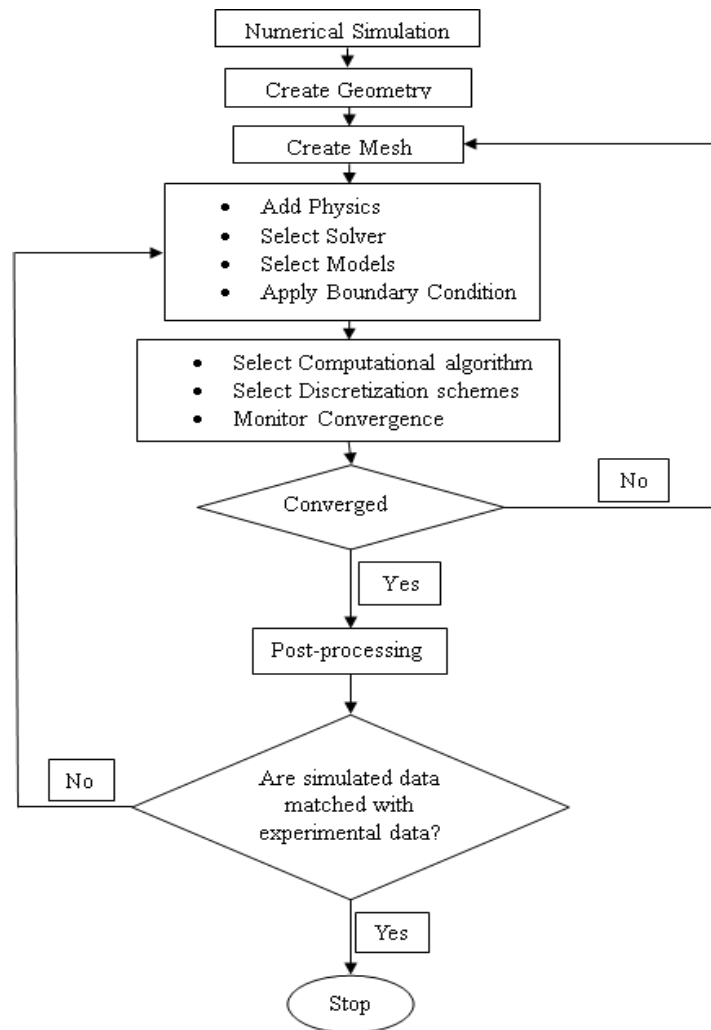 Numerical Simulation
Create Geometry
Create Mesh
• Add Physics
• Select Solver
• Select Models
• Apply Boundary Condition
• Select Computational algorithm
• Select Discretization schemes
• Monitor Convergence
Converged
No
Yes
Post-processing
No
Are simulated data
matched with
experimental data?
Yes
Stop